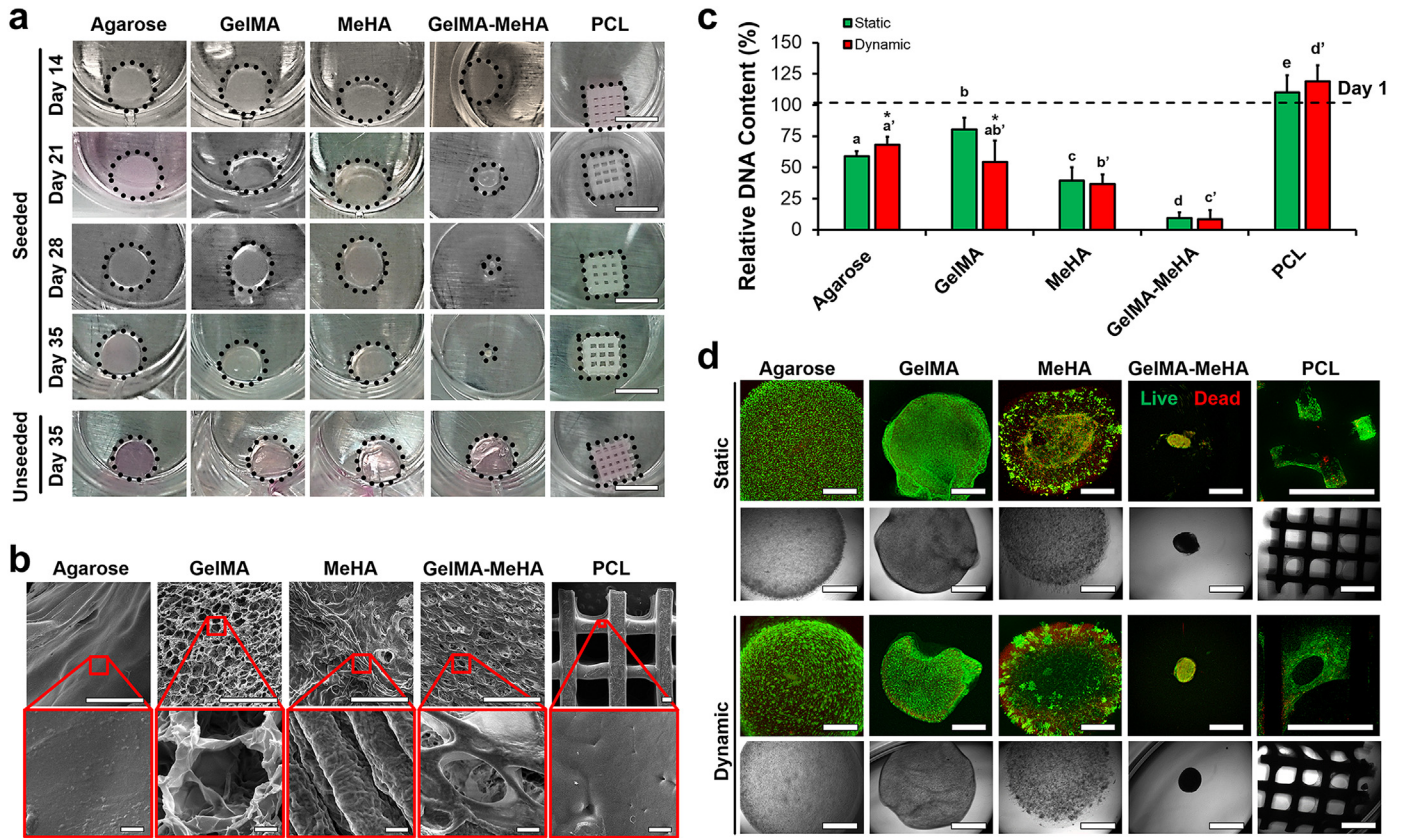 a
Agarose GelMA MeHA GelMA-MeHA PCL
Seeded
Day 14
Day 21
Day 28
Day 35
Unseeded
Day 35
b
Agarose GelMA MeHA GelMA-MeHA PCL
c
Static
Dynamic
Relative DNA Content (%)
150
125
100
75
50
25
0
Day 1
a * a’
b * ab’
c b’
d c’
e d’
Agarose GelMA MeHA GelMA-MeHA PCL
d
Agarose GelMA MeHA GelMA-MeHA PCL
Live Dead
Static
Dynamic